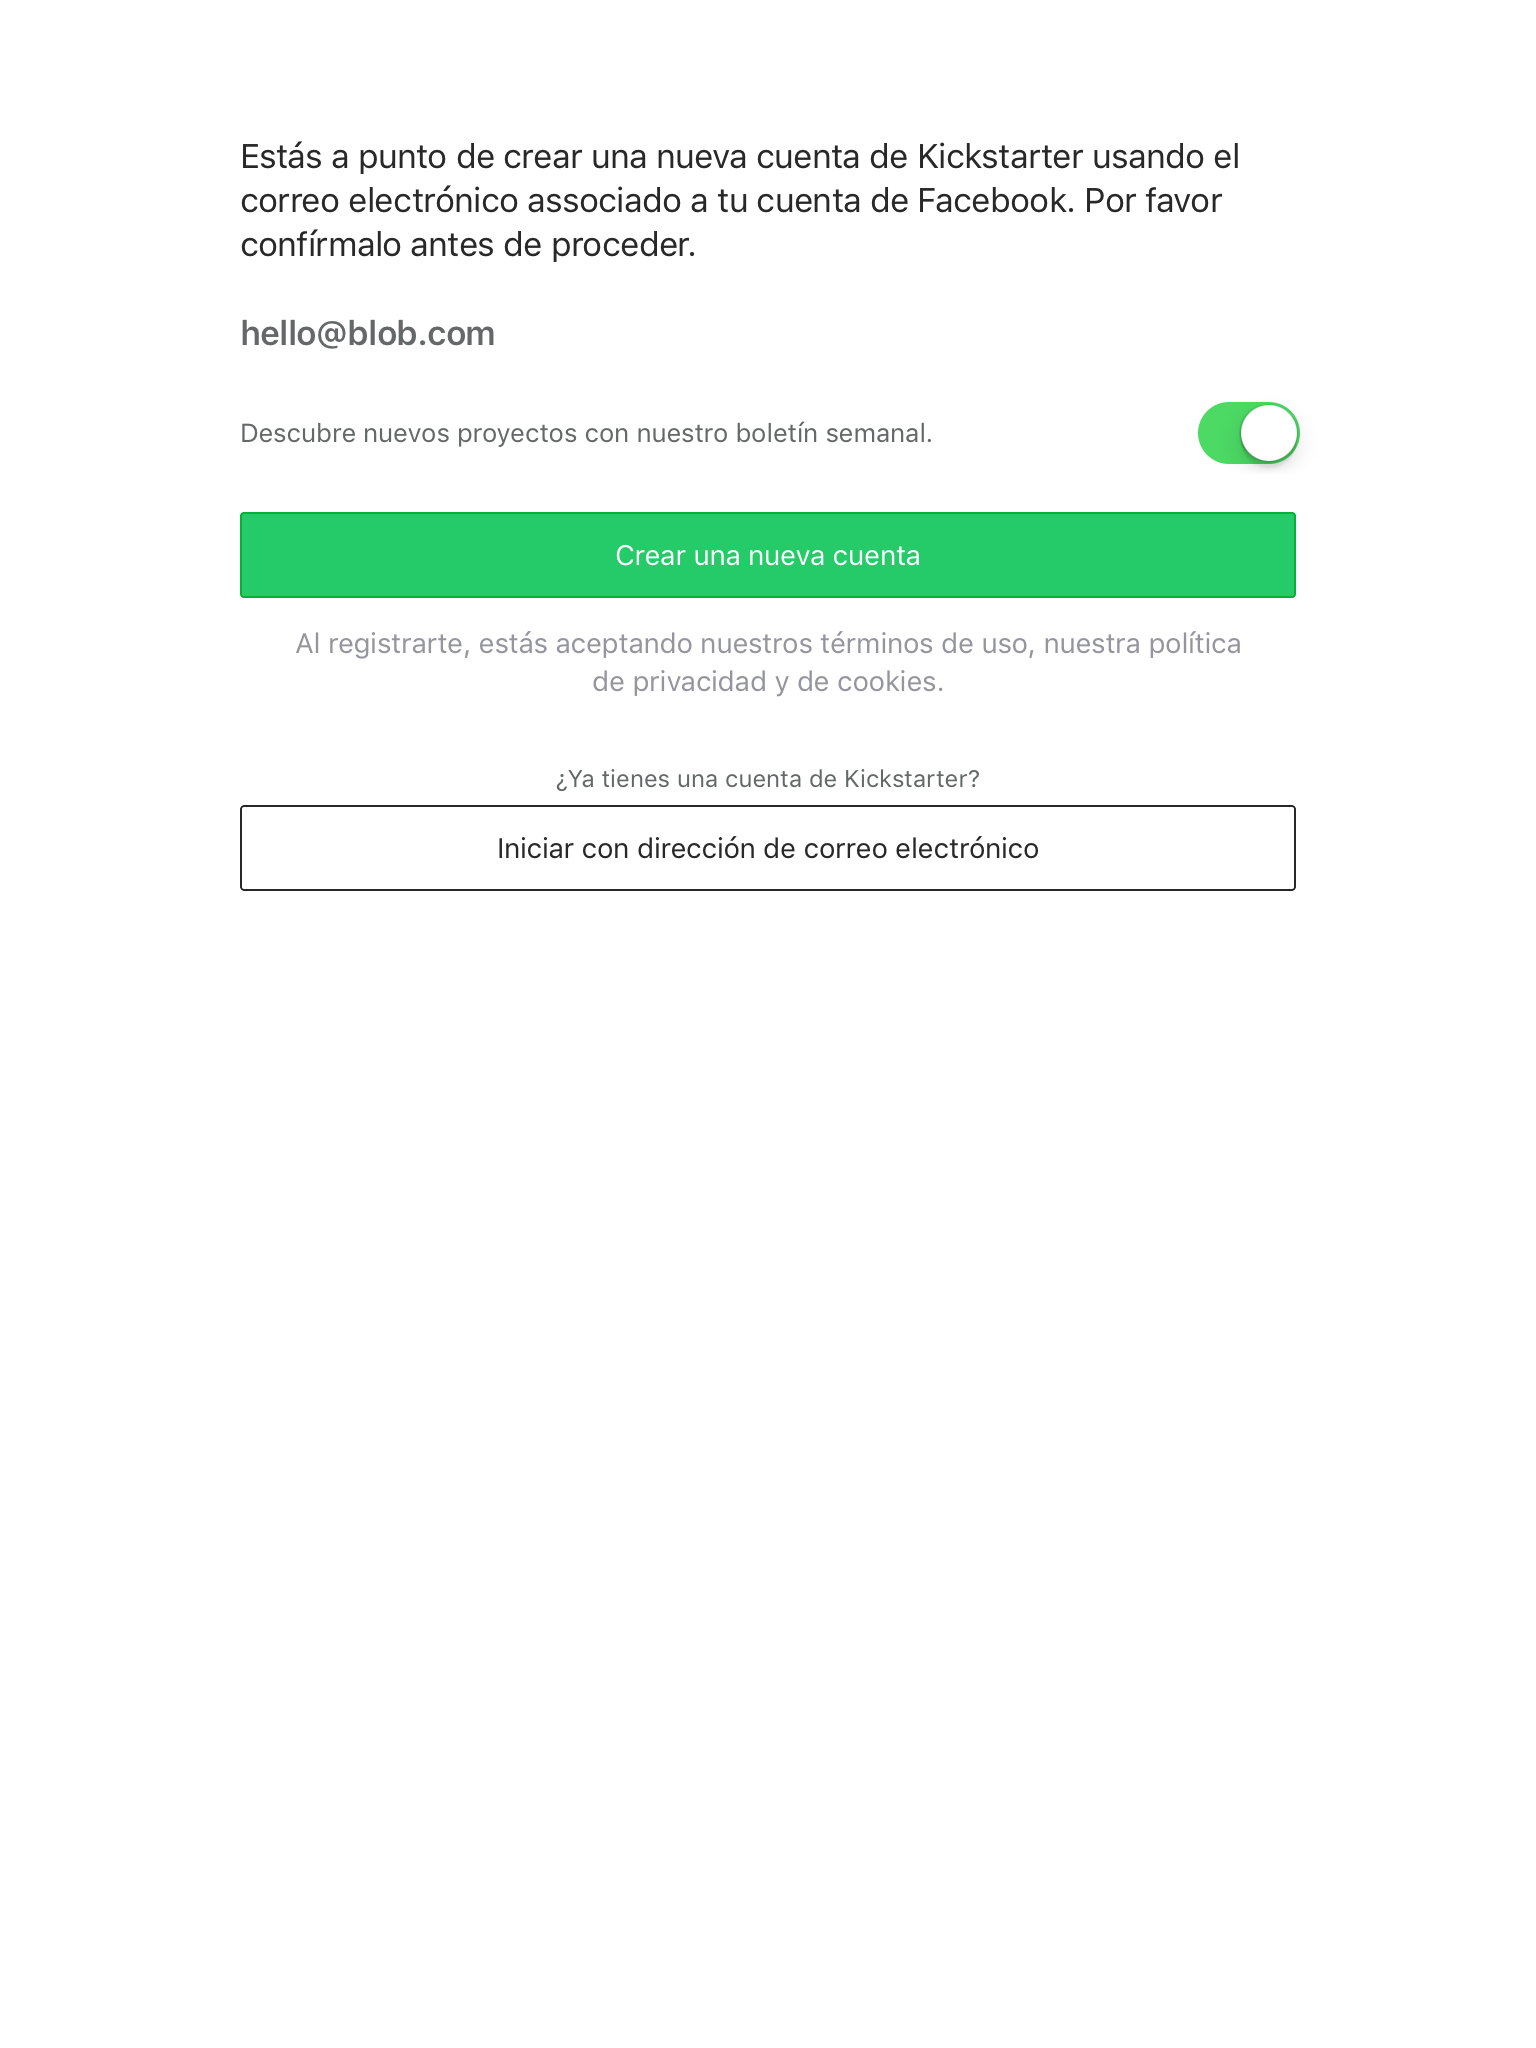 Estás a punto de crear una nueva cuenta de Kickstarter usando el
correo electrónico associado a tu cuenta de Facebook. Por favor
confírmalo antes de proceder.
hello@blob.com
Descubre nuevos proyectos con nuestro boletín semanal.
Crear una nueva cuenta
Al registrarte, estás aceptando nuestros términos de uso, nuestra política
de privacidad y de cookies.
¿Ya tienes una cuenta de Kickstarter?
Iniciar con dirección de correo electrónico